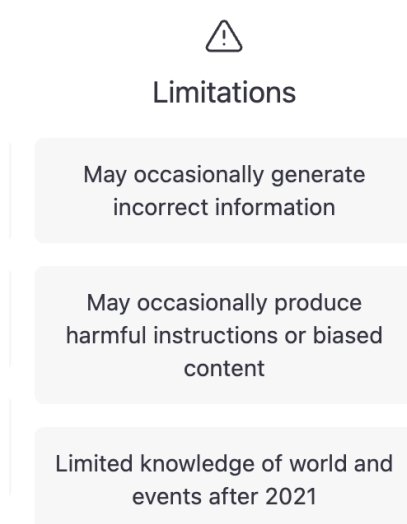 Limitations
May occasionally generate
incorrect information
May occasionally produce
harmful instructions or biased
content
Limited knowledge of world and
events after 2021